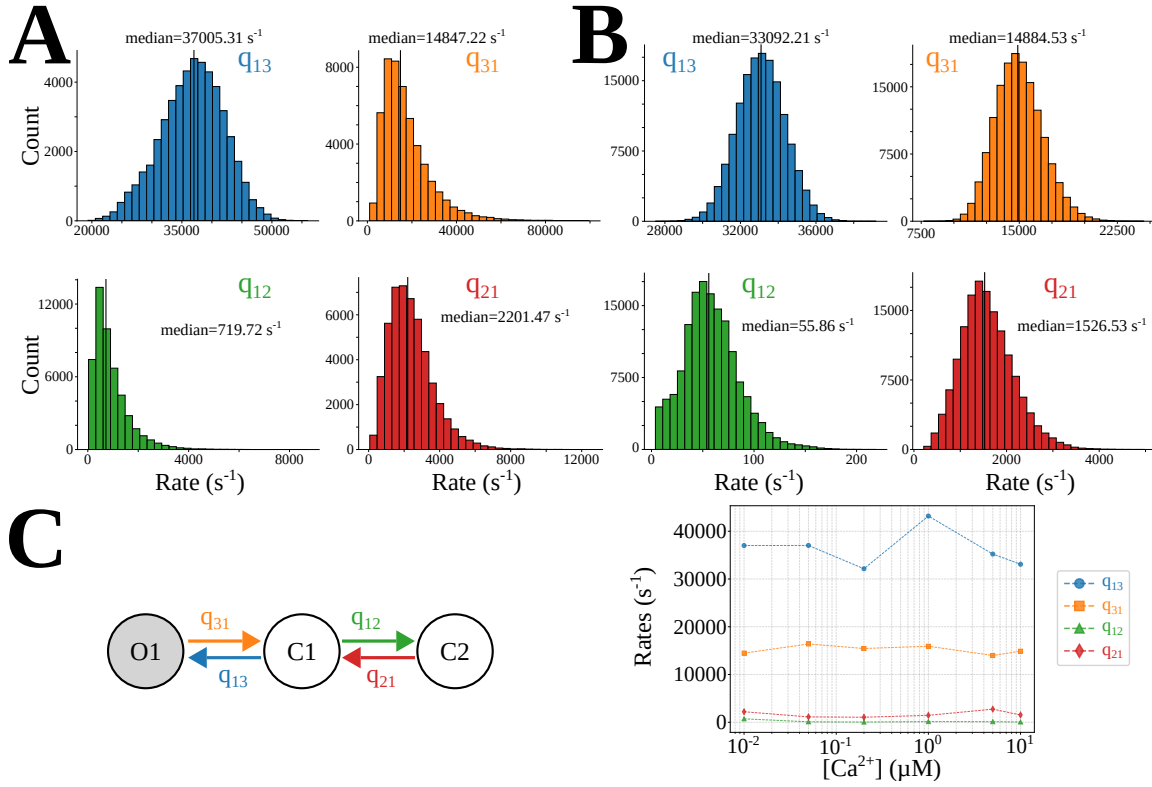 A
median=37005.31 s-1
q13
4000
2000
0
Count
20000
35000
50000
median=14847.22 s-1
q31
8000
4000
0
0
40000
80000
q12
median=719.72 s-1
12000
6000
0
Count
0
4000
8000
Rate (s-1)
q21
median=2201.47 s-1
6000
4000
2000
0
0
4000
8000
12000
Rate (s-1)
B
median=33092.21 s-1
q13
15000
7500
0
28000
32000
36000
median=14884.53 s-1
q31
15000
7500
0
7500
15000
22500
q12
median=55.86 s-1
15000
7500
0
0
100
200
Rate (s-1)
q21
median=1526.53 s-1
15000
7500
0
0
2000
4000
Rate (s-1)
C
O1
q31
q13
C1
q12
q21
C2
40000
30000
20000
10000
0
Rates (s-1)
10-2
10-1
100
101
[Ca2+] (µM)
q13
q31
q12
q21